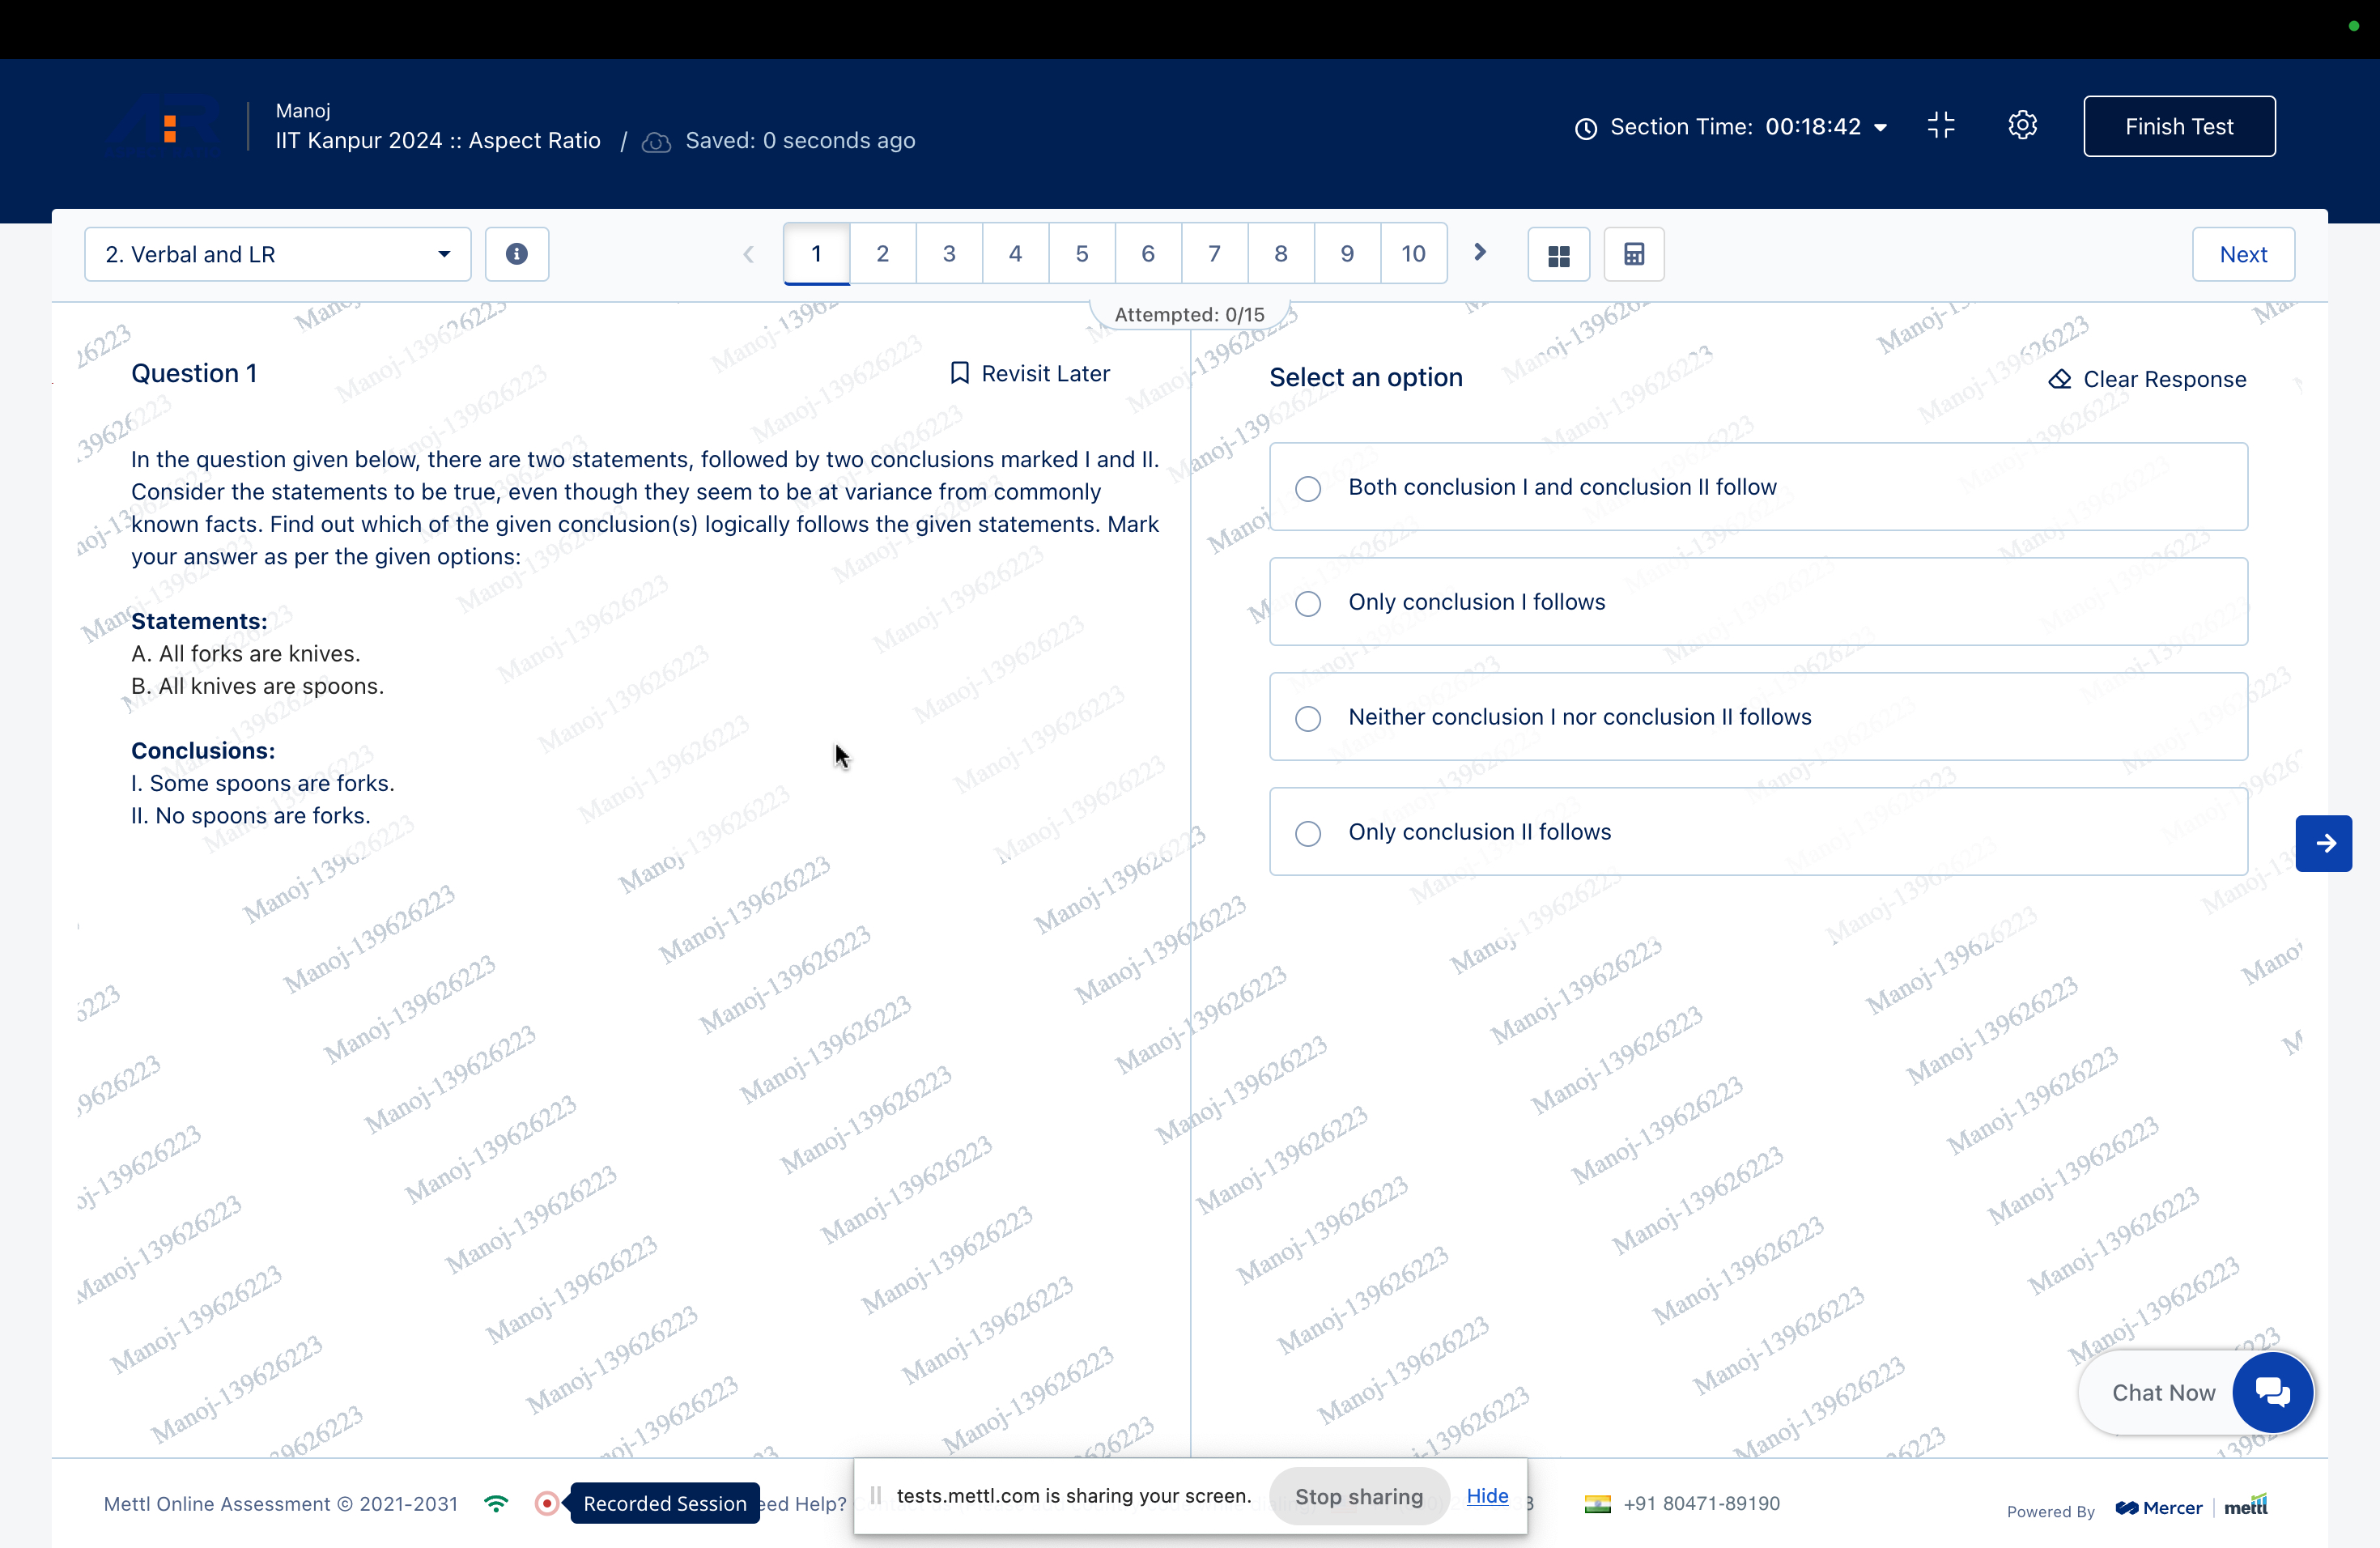 Manoj
IIT Kanpur 2024 :: Aspect Ratio / Saved: 0 seconds ago
Section Time: 00:18:42
Finish Test
2. Verbal and LR
1 2 3 4 5 6 7 8 9 10
Next
Attempted: 0/15
Question 1
Revisit Later
In the question given below, there are two statements, followed by two conclusions marked I and II.
Consider the statements to be true, even though they seem to be at variance from commonly
known facts. Find out which of the given conclusion(s) logically follows the given statements. Mark
your answer as per the given options:
Statements:
A. All forks are knives.
B. All knives are spoons.
Conclusions:
I. Some spoons are forks.
II. No spoons are forks.
Select an option
Clear Response
Both conclusion I and conclusion II follow
Only conclusion I follows
Neither conclusion I nor conclusion II follows
Only conclusion II follows
Manoj-139626223
Chat Now
Mettl Online Assessment © 2021-2031
Recorded Session
eed Help?
tests.mettl.com is sharing your screen.
Stop sharing
Hide
+91 80471-89190
Powered By
Mercer | mettl